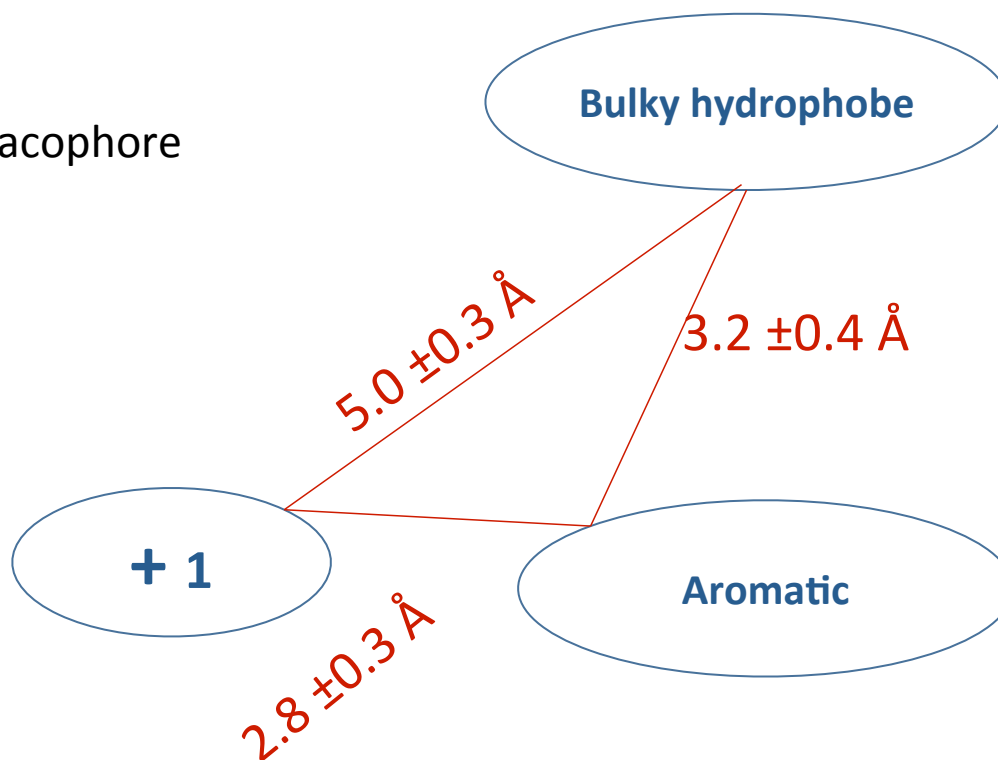 Bulky hydrophobe
acophore
5.0 ±0.3 Å
3.2 ±0.4 Å
+ 1
Aromatic
2.8 ±0.3 Å